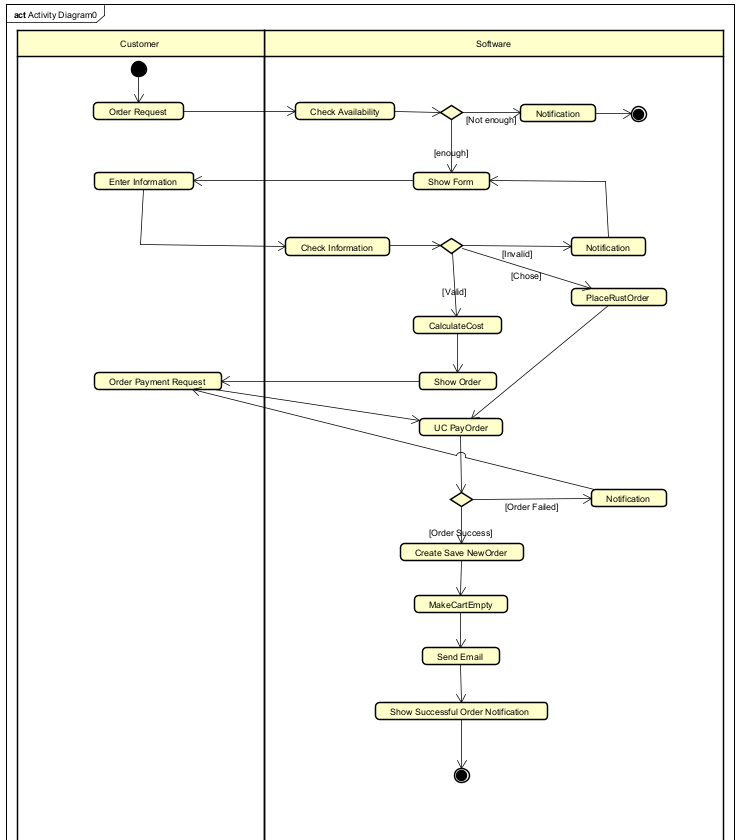 act Activity Diagram0
Customer
Software
Order Request
Check Availability
[Not enough]
Notification
[enough]
Enter Information
Show Form
Check Information
[Invalid]
Notification
[Chose]
[Valid]
PlaceRustOrder
CalculateCost
Order Payment Request
Show Order
UC PayOrder
Notification
[Order Failed]
[Order Success]
Create Save NewOrder
MakeCartEmpty
Send Email
Show Successful Order Notification